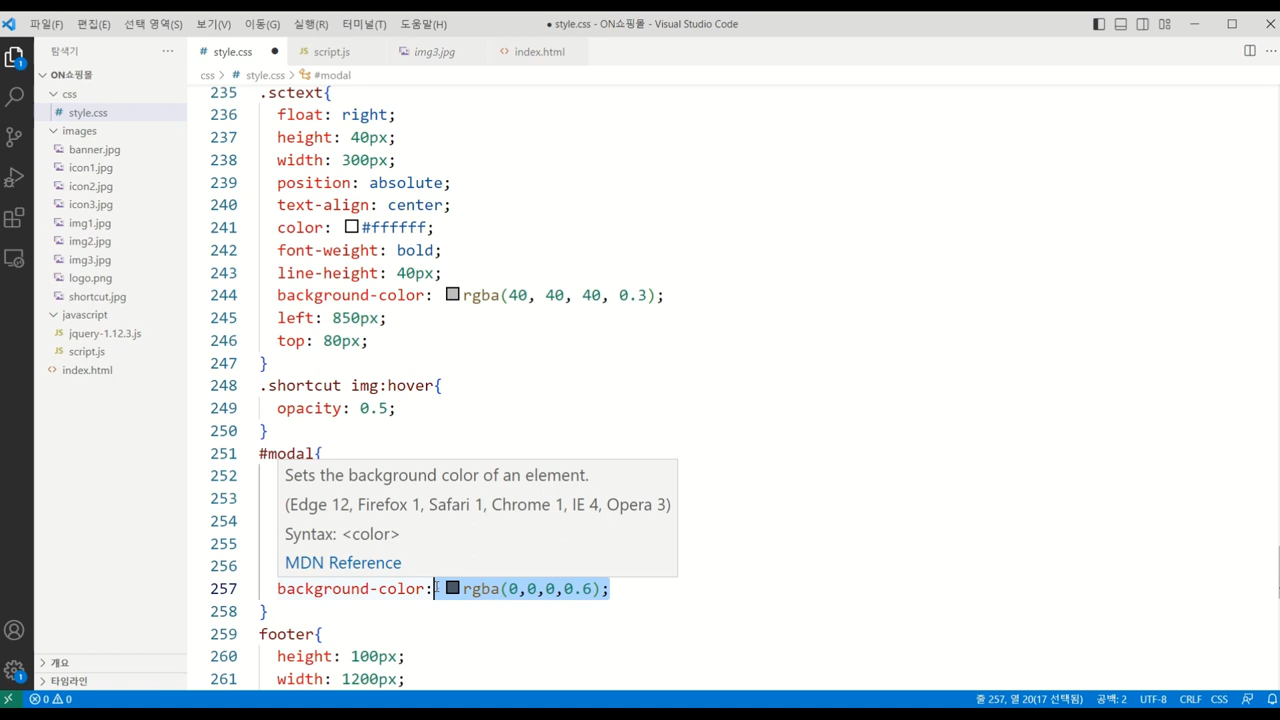 파일(F) 편집(E) 선택 영역(S) 보기(V) 이동(G) 실행(R) 터미널(T) 도움말(H) ● style.css - ON쇼핑몰 - Visual Studio Code
탐색기 ···
# style.css ●
JS script.js
img3.jpg
<> index.html
ON쇼핑몰
css > # style.css > #modal
css
# style.css
images
banner.jpg
icon1.jpg
icon2.jpg
icon3.jpg
img1.jpg
img2.jpg
img3.jpg
logo.png
shortcut.jpg
javascript
JS jquery-1.12.3.js
JS script.js
<> index.html
개요
타임라인
235 .sctext{
236 float: right;
237 height: 40px;
238 width: 300px;
239 position: absolute;
240 text-align: center;
241 color: #ffffff;
242 font-weight: bold;
243 line-height: 40px;
244 background-color: rgba(40, 40, 40, 0.3);
245 left: 850px;
246 top: 80px;
247 }
248 .shortcut img:hover{
249 opacity: 0.5;
250 }
251 #modal{
252
253
254
255
256
Sets the background color of an element.
(Edge 12, Firefox 1, Safari 1, Chrome 1, IE 4, Opera 3)
Syntax: <color>
MDN Reference
257 background-color: rgba(0,0,0,0.6);
258 }
259 footer{
260 height: 100px;
261 width: 1200px;
1
1
0 0 줄 257, 열 20(17 선택됨) 공백: 2 UTF-8 CRLF CSS